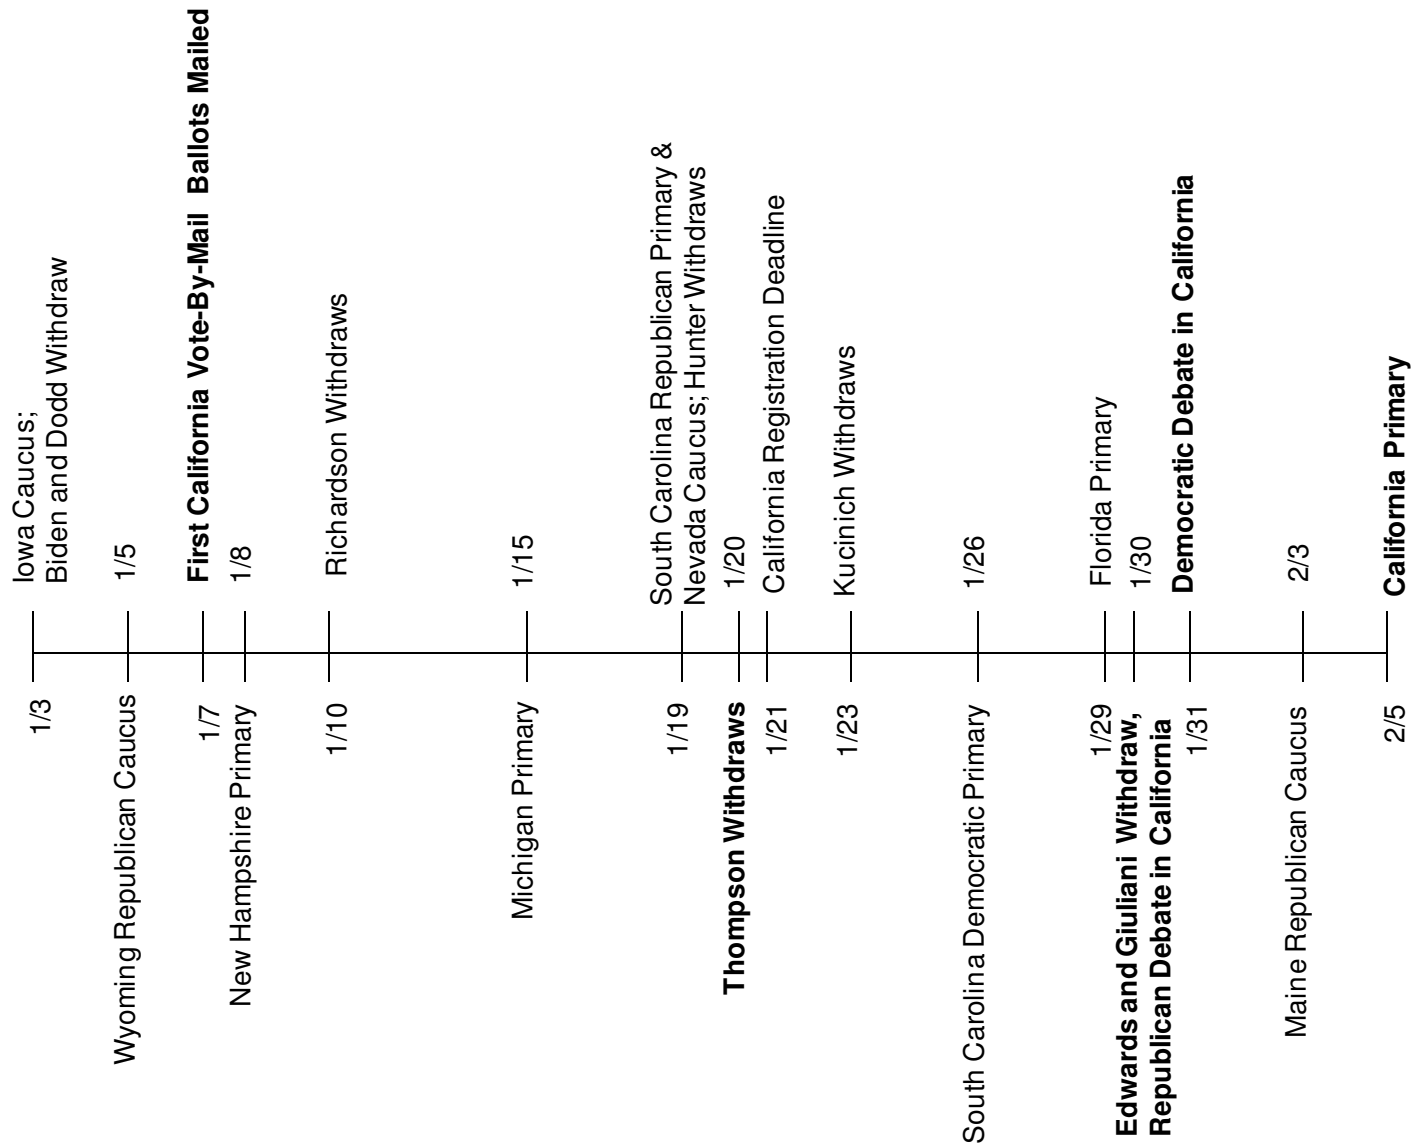 Iowa Caucus;
Biden and Dodd Withdraw
1/3
1/5
Wyoming Republican Caucus
First California Vote-By-Mail Ballots Mailed
1/7
1/8
New Hampshire Primary
Richardson Withdraws
1/10
1/15
Michigan Primary
South Carolina Republican Primary &
Nevada Caucus; Hunter Withdraws
1/19
1/20
Thompson Withdraws
California Registration Deadline
1/21
Kucinich Withdraws
1/23
1/26
South Carolina Democratic Primary
Florida Primary
1/29
1/30
Edwards and Giuliani Withdraw,
Republican Debate in California
Democratic Debate in California
1/31
2/3
Maine Republican Caucus
California Primary
2/5